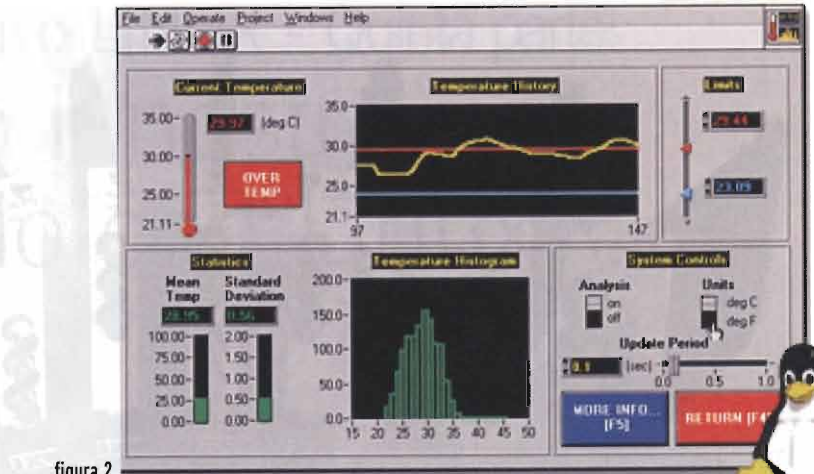 File Edit Operate Project Windows Help
Current Temperature
35.00
30.00
25.00
21.11
29.97 (deg C)
OVER
TEMP
Temperature History
35.0
30.0
25.0
21.1
97 147
Limits
29.44
23.09
Statistics
Mean
Temp
Standard
Deviation
28.95 0.56
100.00 2.00
75.00 1.50
50.00 1.00
25.00 0.50
0.00 0.00
Temperature Histogram
200.0
150.0
100.0
50.0
0.0
15 20 25 30 35 40 45 50
System Controls
Analysis
on
off
Units
deg C
deg F
Update Period
0.1 (sec)
0.0 0.5 1.0
MORE INFO...
[F5]
RETURN [F4]
figura 2